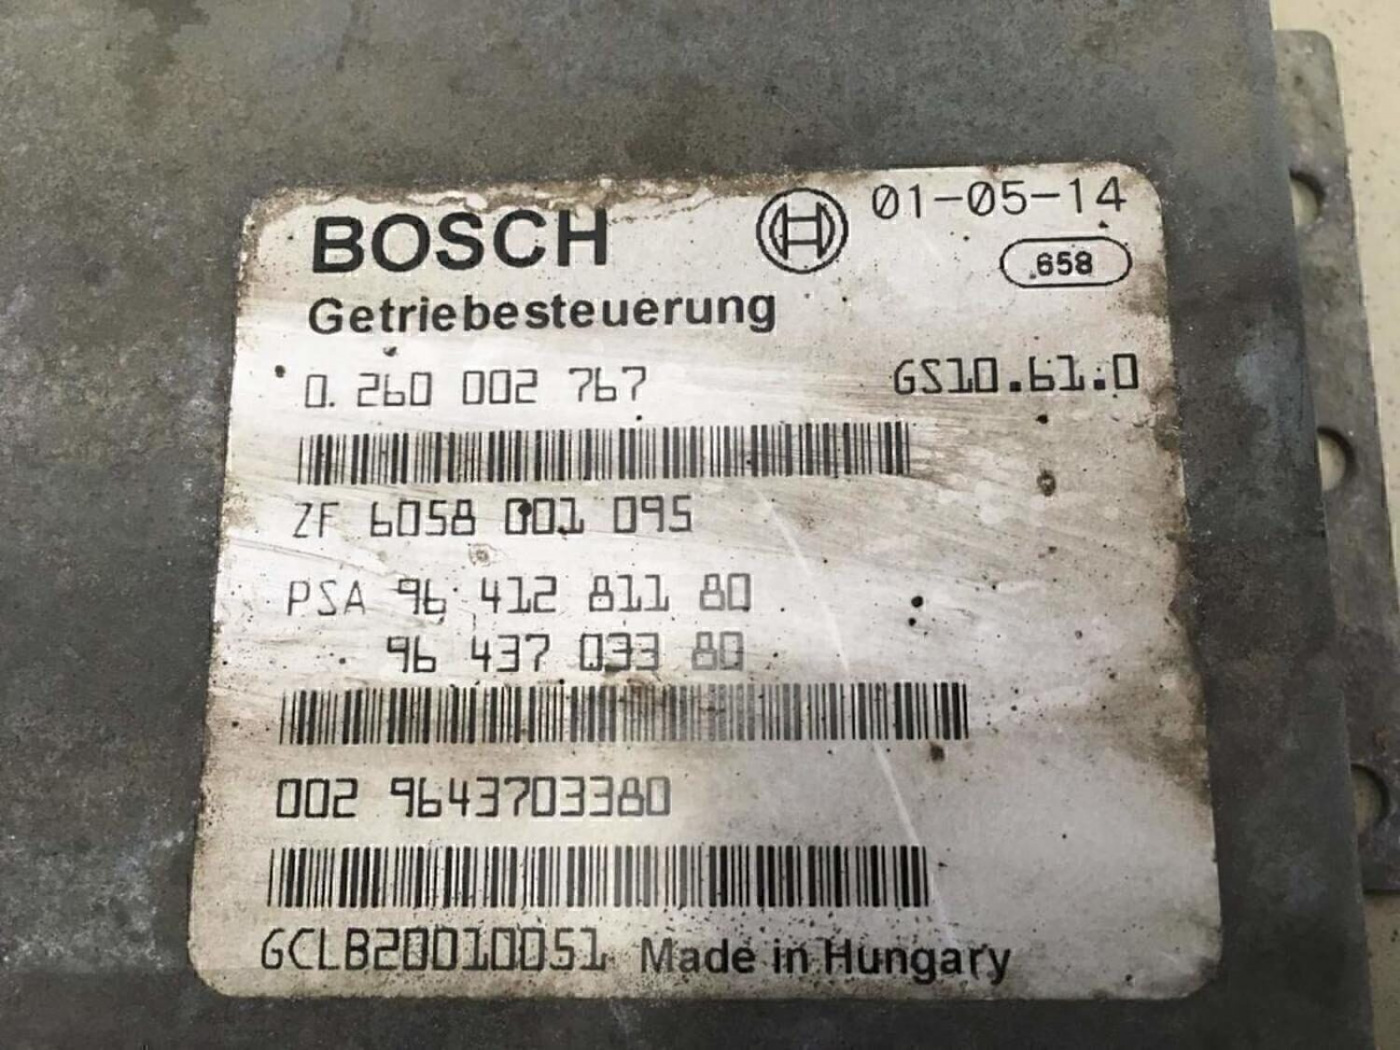 BOSCH 01-05-14
658
Getriebesteuerung
0 260 002 767 GS10.61.0
ZF 6058 001 095
PSA 96 412 811 80
96 437 033 80
002 9643703380
GCLB20010051 Made in Hungary